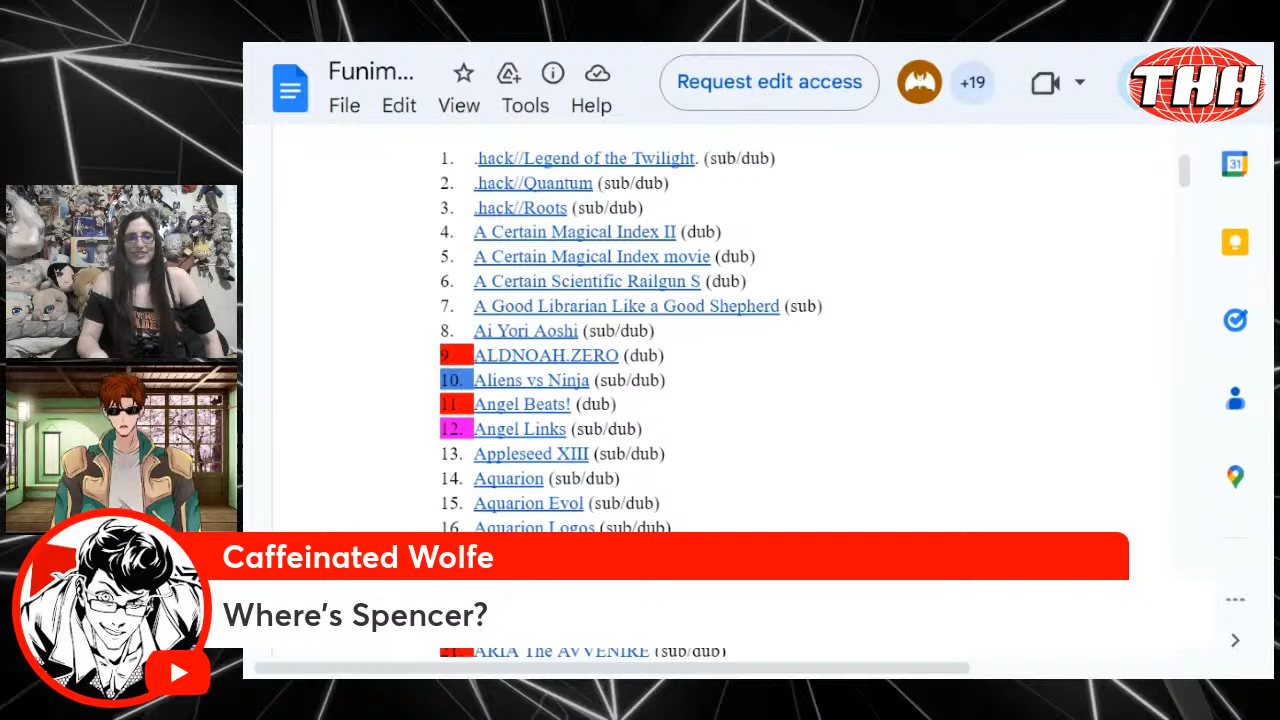 Funim...
File Edit View Tools Help
Request edit access
+19
THH
1. .hack//Legend of the Twilight. (sub/dub)
2. .hack//Quantum (sub/dub)
3. .hack//Roots (sub/dub)
4. A Certain Magical Index II (dub)
5. A Certain Magical Index movie (dub)
6. A Certain Scientific Railgun S (dub)
7. A Good Librarian Like a Good Shepherd (sub)
8. Ai Yori Aoshi (sub/dub)
9 ALDNOAH.ZERO (dub)
10. Aliens vs Ninja (sub/dub)
11. Angel Beats! (dub)
12. Angel Links (sub/dub)
13. Appleseed XIII (sub/dub)
14. Aquarion (sub/dub)
15. Aquarion Evol (sub/dub)
16. Aquarion Logos (sub/dub)
Caffeinated Wolfe
Where's Spencer?
21. ARIA The AVVENIRE (sub/dub)
31